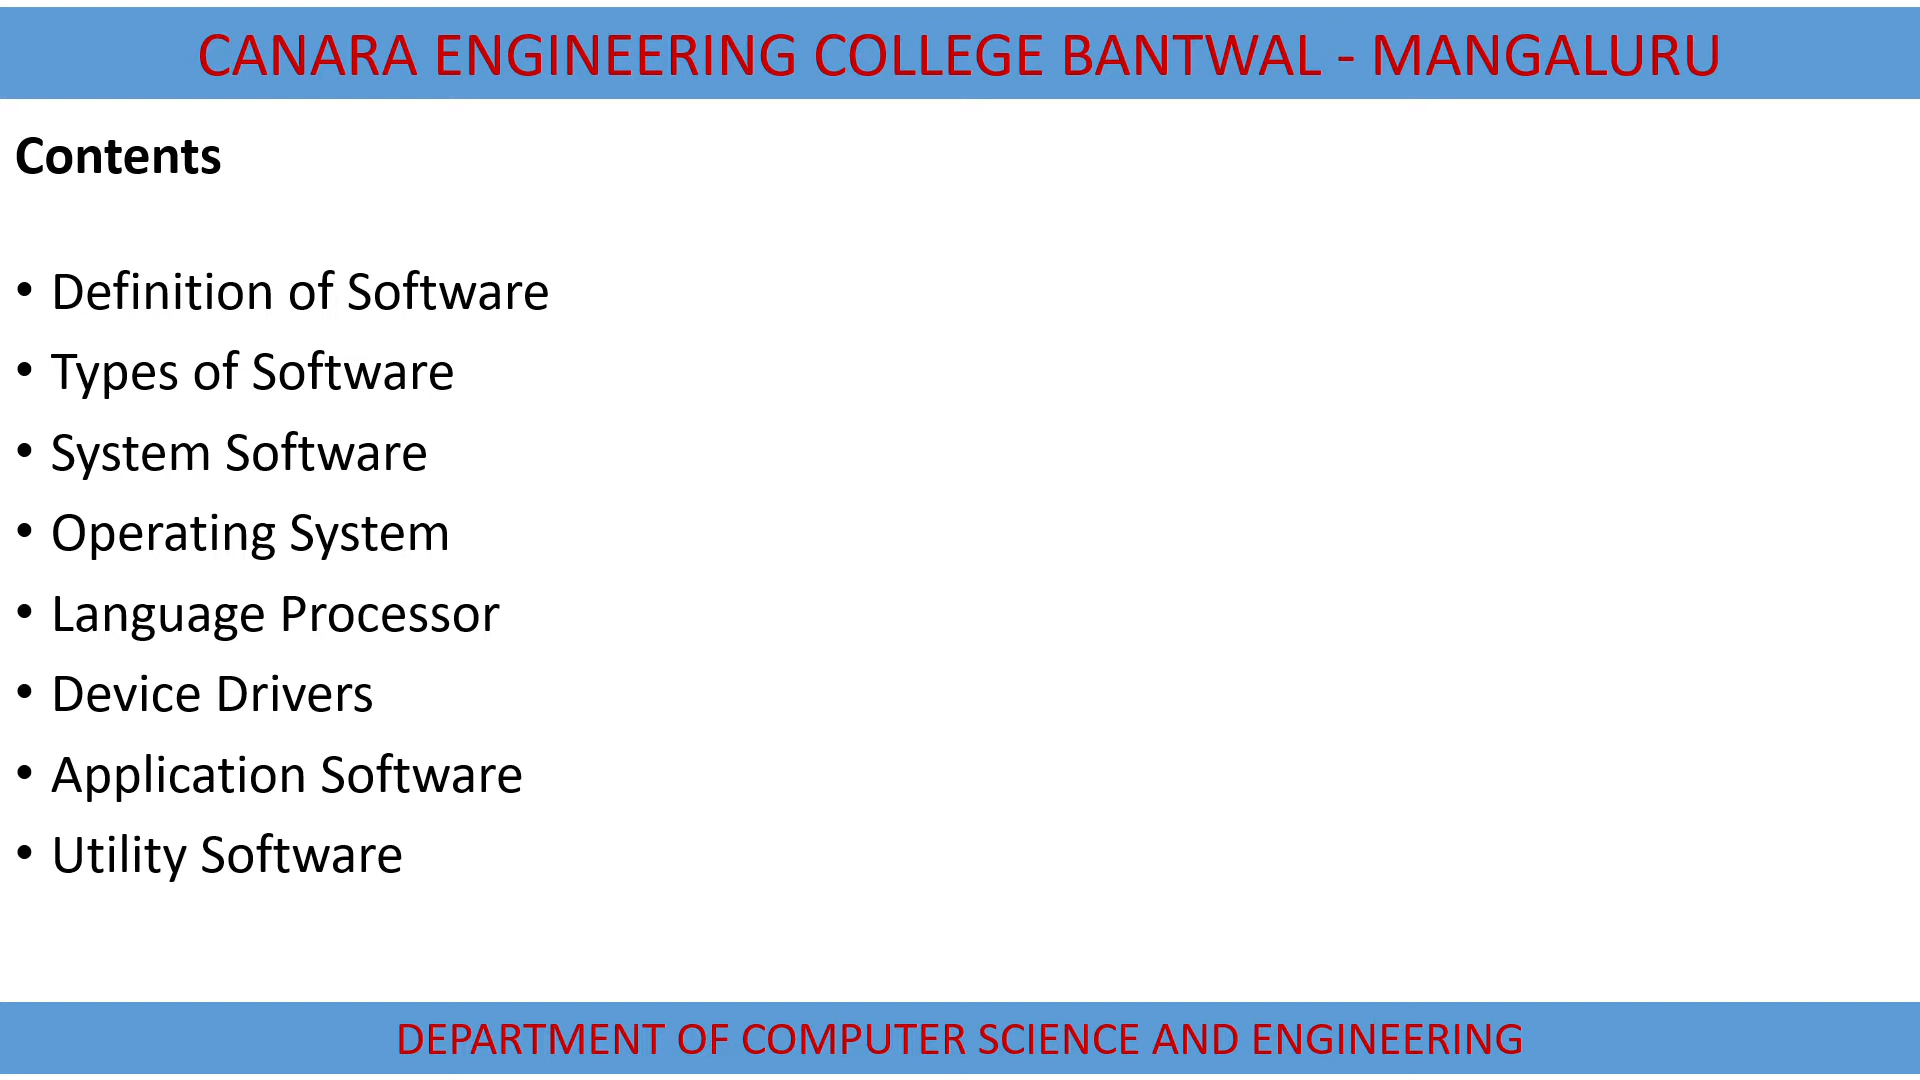 CANARA ENGINEERING COLLEGE BANTWAL - MANGALURU
Contents
• Definition of Software
• Types of Software
• System Software
• Operating System
• Language Processor
• Device Drivers
• Application Software
• Utility Software
DEPARTMENT OF COMPUTER SCIENCE AND ENGINEERING